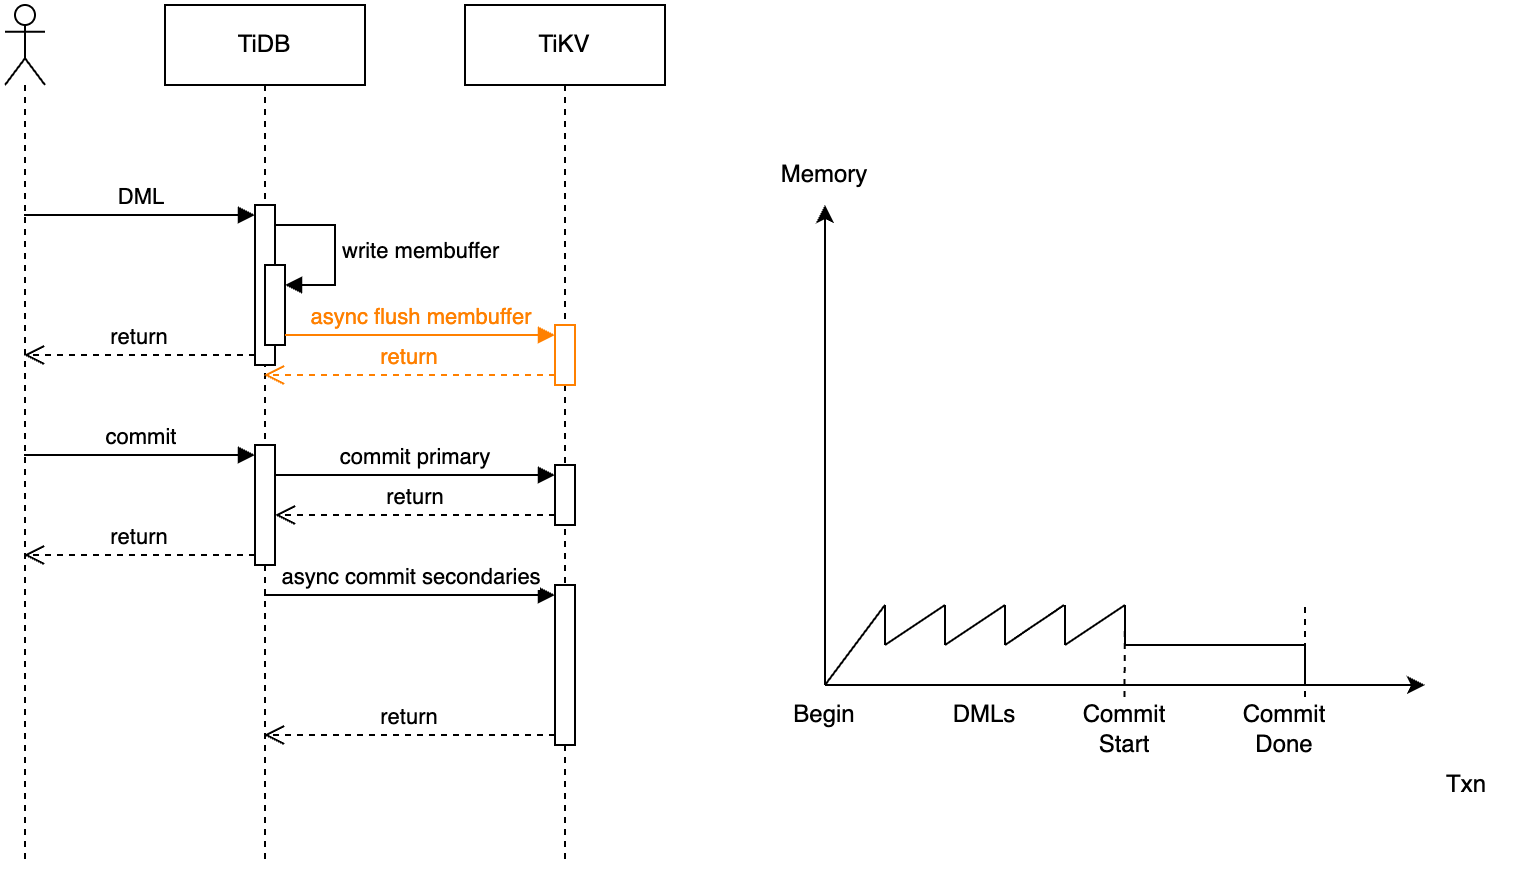 TiDB
TiKV
DML
write membuffer
async flush membuffer
return
return
commit
commit primary
return
return
async commit secondaries
return
Memory
Begin
DMLs
Commit
Start
Commit
Done
Txn